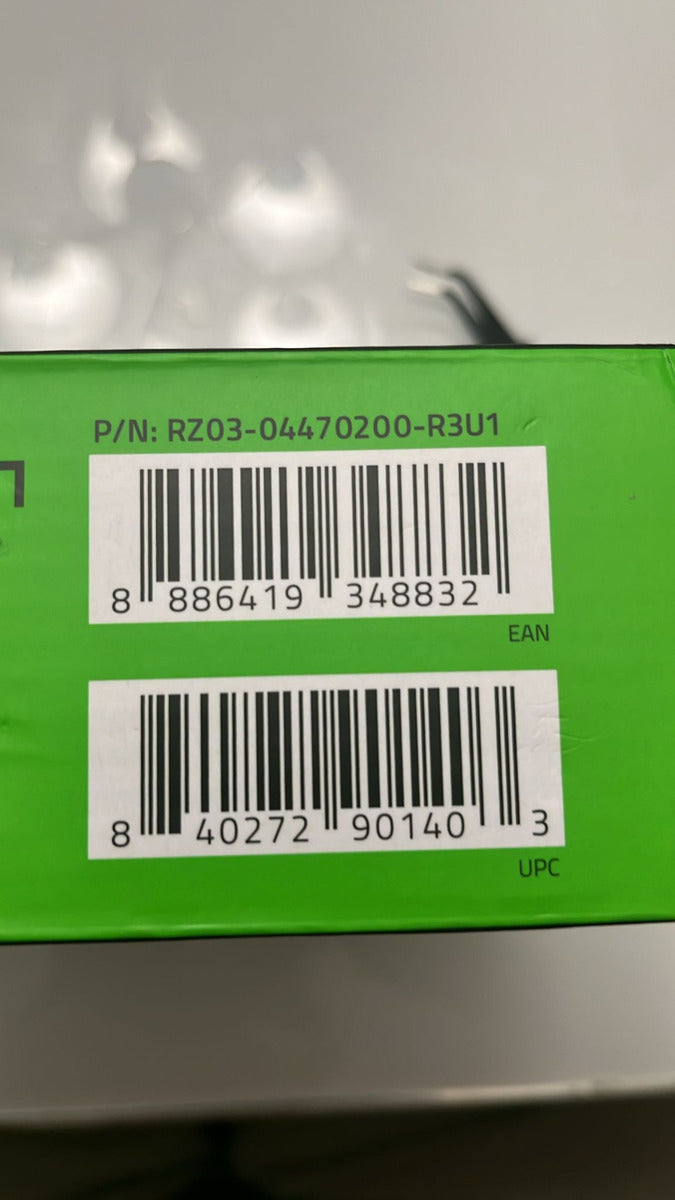 P/N: RZ03-04470200-R3U1
8 886419 348832
EAN
8 40272 90140 3
UPC